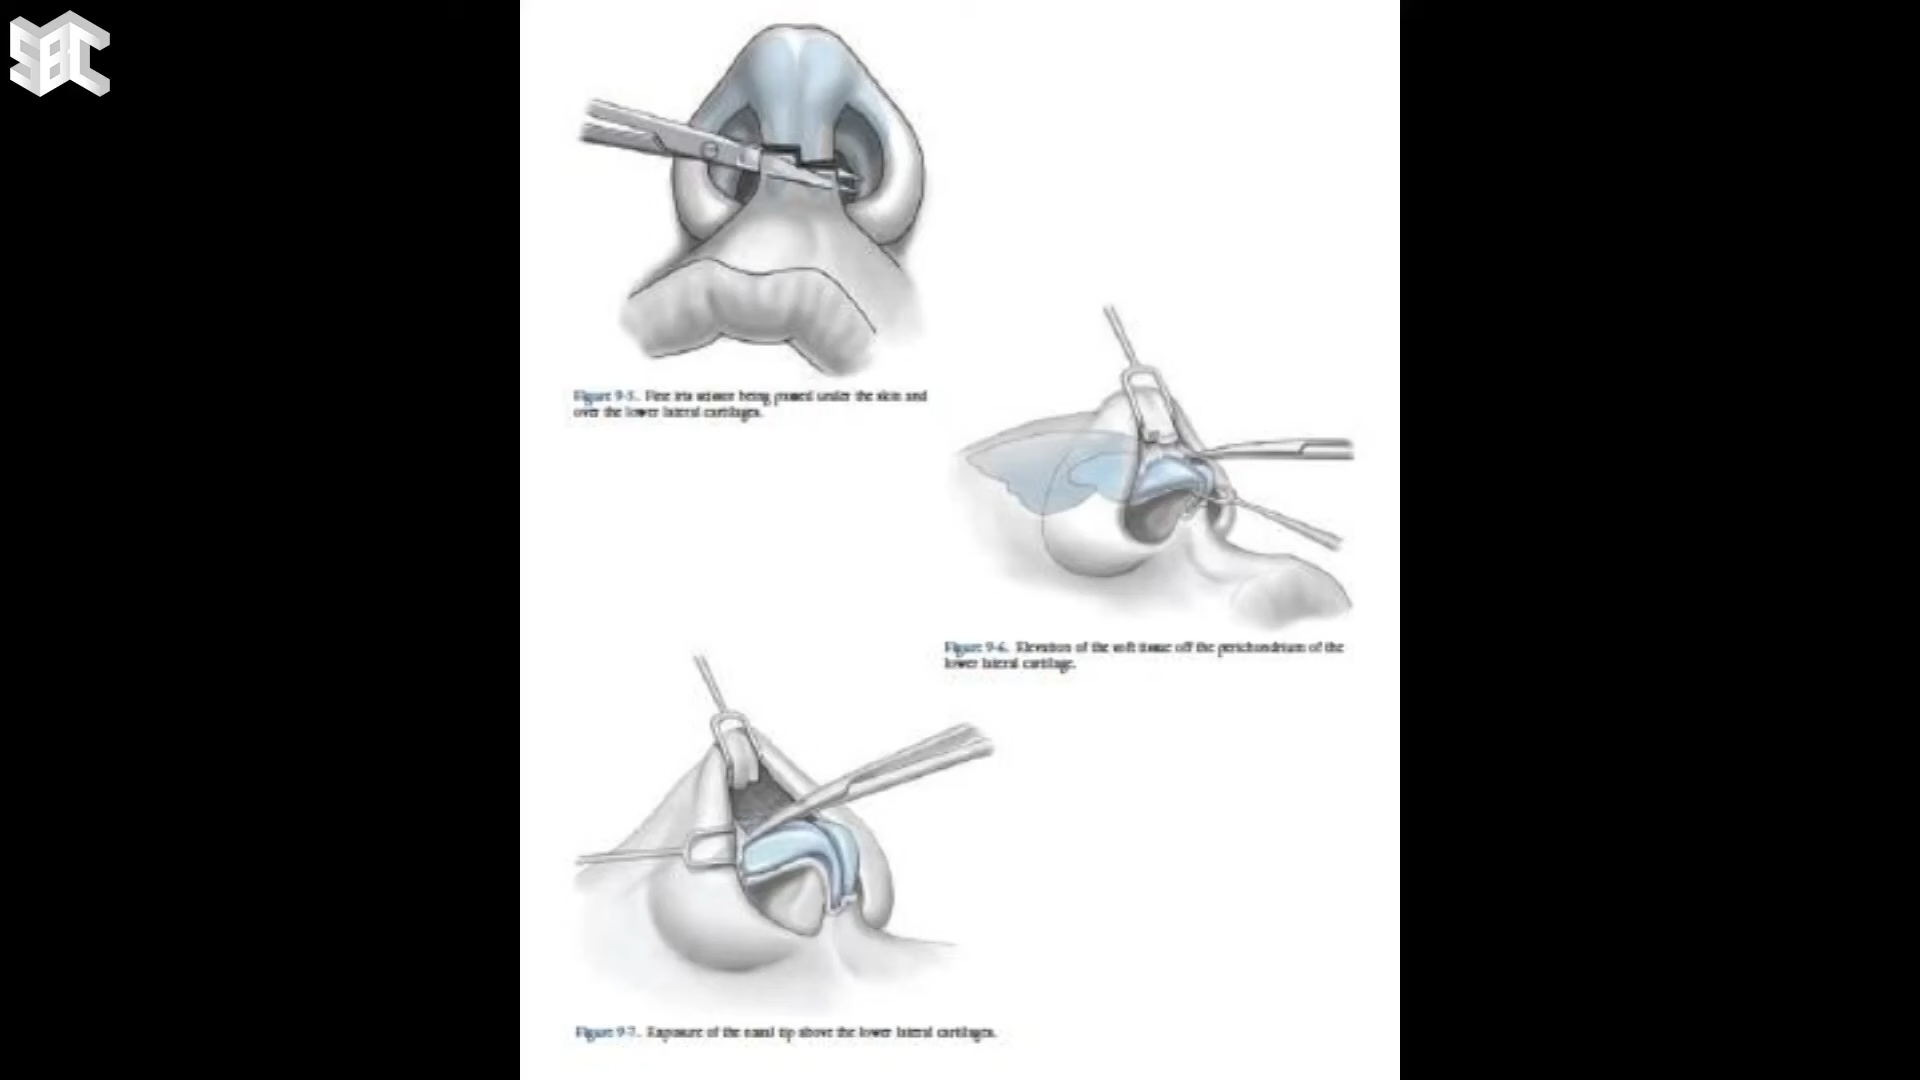 SBC
Figure 9-5. Fine iris scissor being passed under the skin and
over the lower lateral cartilages.
Figure 9-6. Elevation of the soft tissue off the perichondrium of the
lower lateral cartilage.
Figure 9-7. Exposure of the nasal tip above the lower lateral cartilages.